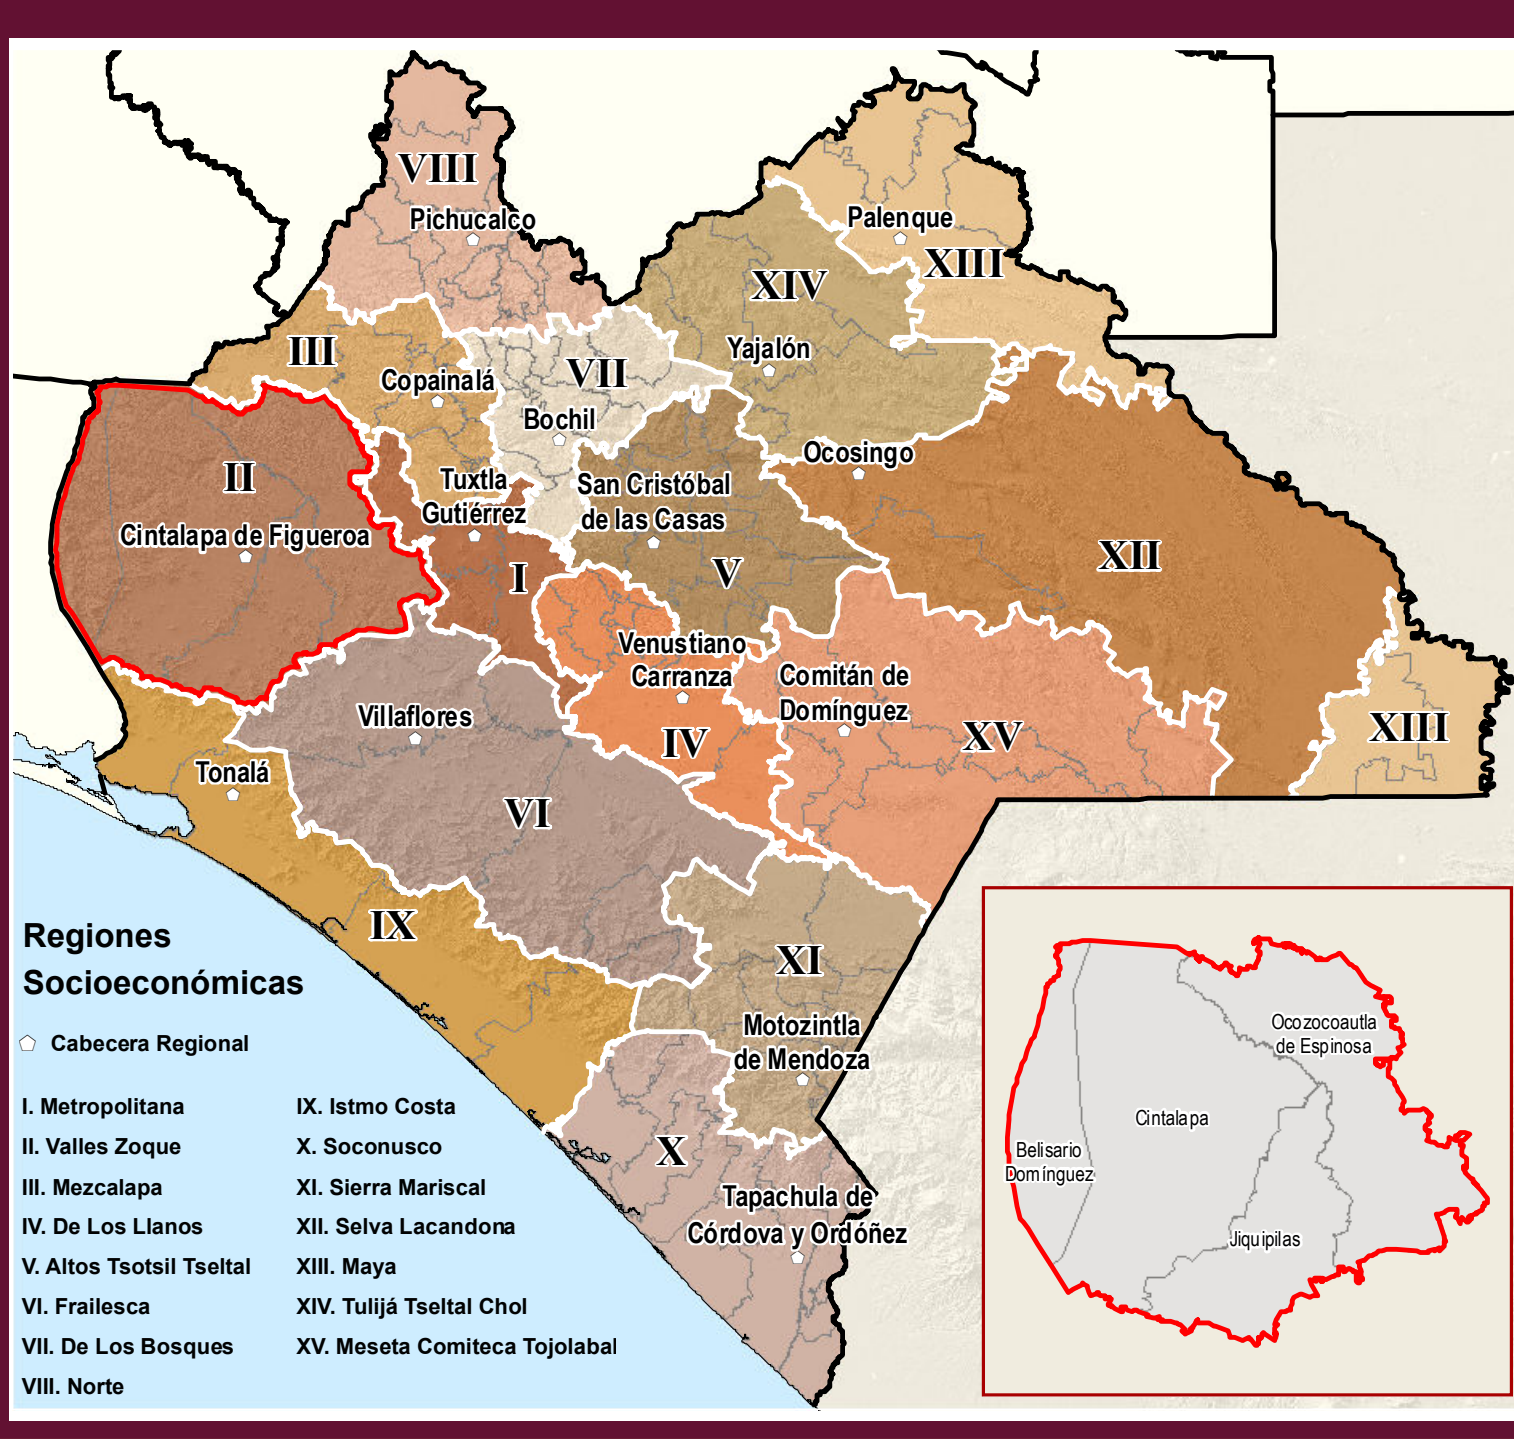 VIII
Pichucalco
Palenque
XIII
XIV
III
Yajalón
VII
Copainalá
Bochil
II
Tuxtla
Gutiérrez
San Cristóbal
de las Casas
Ocosingo
Cintalapa de Figueroa
I
V
XII
Venustiano
Carranza
Comitán de
Domínguez
Villaflores
IV
XV
XIII
Tonalá
VI
IX
XI
Motozintla
de Mendoza
X
Tapachula de
Córdova y Ordóñez
Regiones
Socioeconómicas
Cabecera Regional
I. Metropolitana
II. Valles Zoque
III. Mezcalapa
IV. De Los Llanos
V. Altos Tsotsil Tseltal
VI. Frailesca
VII. De Los Bosques
VIII. Norte
IX. Istmo Costa
X. Soconusco
XI. Sierra Mariscal
XII. Selva Lacandona
XIII. Maya
XIV. Tulijá Tseltal Chol
XV. Meseta Comiteca Tojolabal
Ocozocoautla
de Espinosa
Cintalapa
Belisario
Domínguez
Jiquipilas